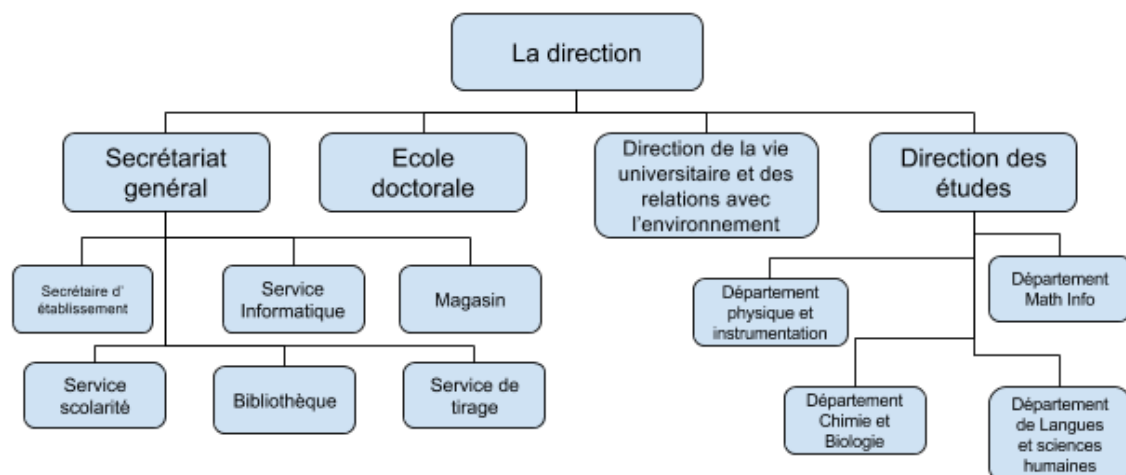 La direction
Secrétariat
genéral
Ecole
doctorale
Direction de la vie
universitaire et des
relations avec
l'environnement
Direction des
études
Secrétaire d'
établissement
Service
Informatique
Magasin
Département
physique et
instrumentation
Département
Math Info
Service
scolarité
Bibliothèque
Service de
tirage
Département
Chimie et
Biologie
Département
de Langues
et sciences
humaines